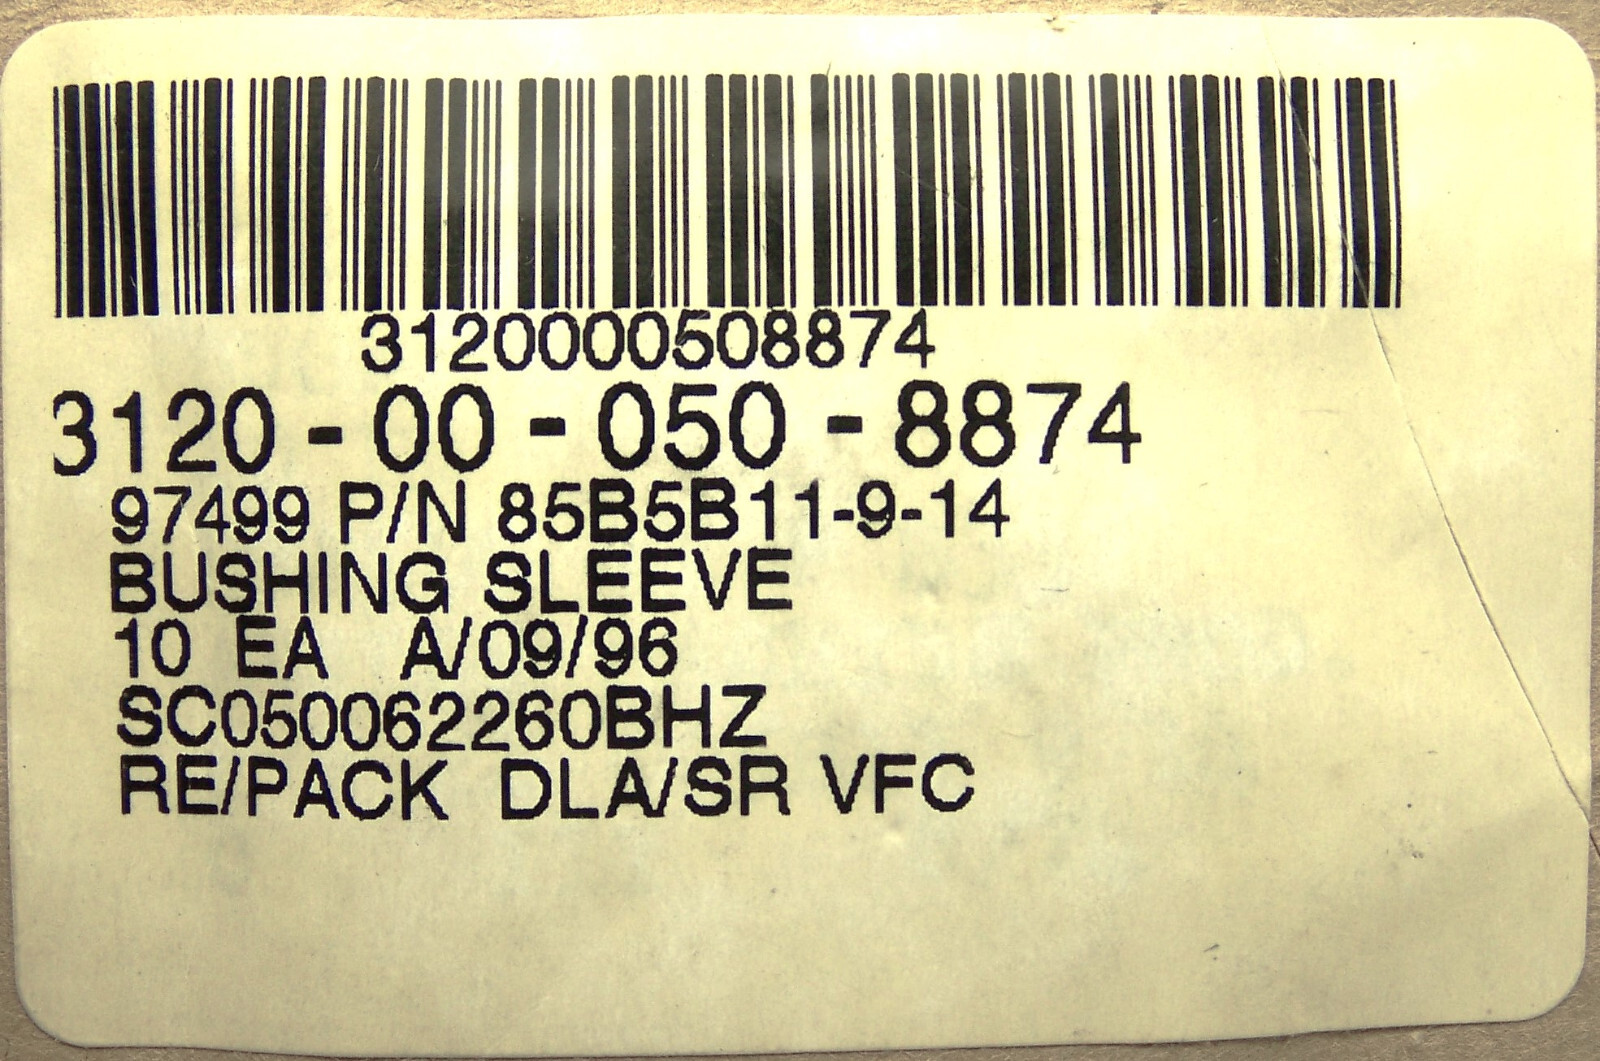 3120000508874
3120-00-050-8874
97499 P/N 85B5B11-9-14
BUSHING SLEEVE
10 EA A/09/96
SC050062260BHZ
RE/PACK DLA/SR VFC